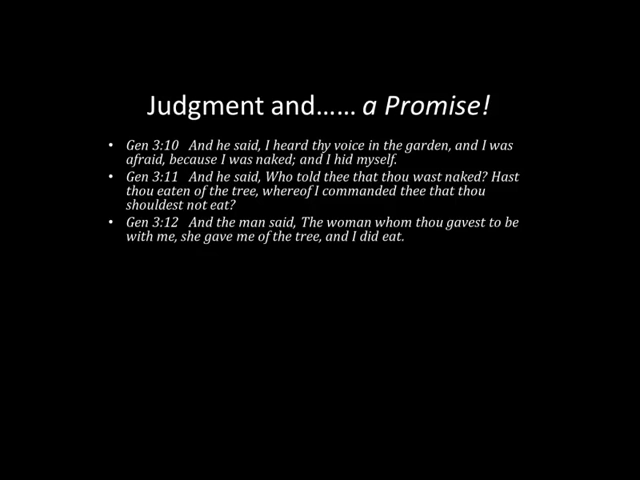 Judgment and…… a Promise!
• Gen 3:10 And he said, I heard thy voice in the garden, and I was
afraid, because I was naked; and I hid myself.
• Gen 3:11 And he said, Who told thee that thou wast naked? Hast
thou eaten of the tree, whereof I commanded thee that thou
shouldest not eat?
• Gen 3:12 And the man said, The woman whom thou gavest to be
with me, she gave me of the tree, and I did eat.